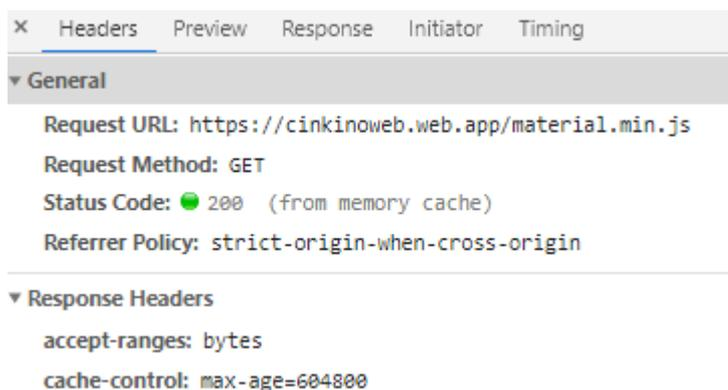 × Headers Preview Response Initiator Timing
▼ General
Request URL: https://cinkinoweb.web.app/material.min.js
Request Method: GET
Status Code: 200 (from memory cache)
Referrer Policy: strict-origin-when-cross-origin
▼ Response Headers
accept-ranges: bytes
cache-control: max-age=604800